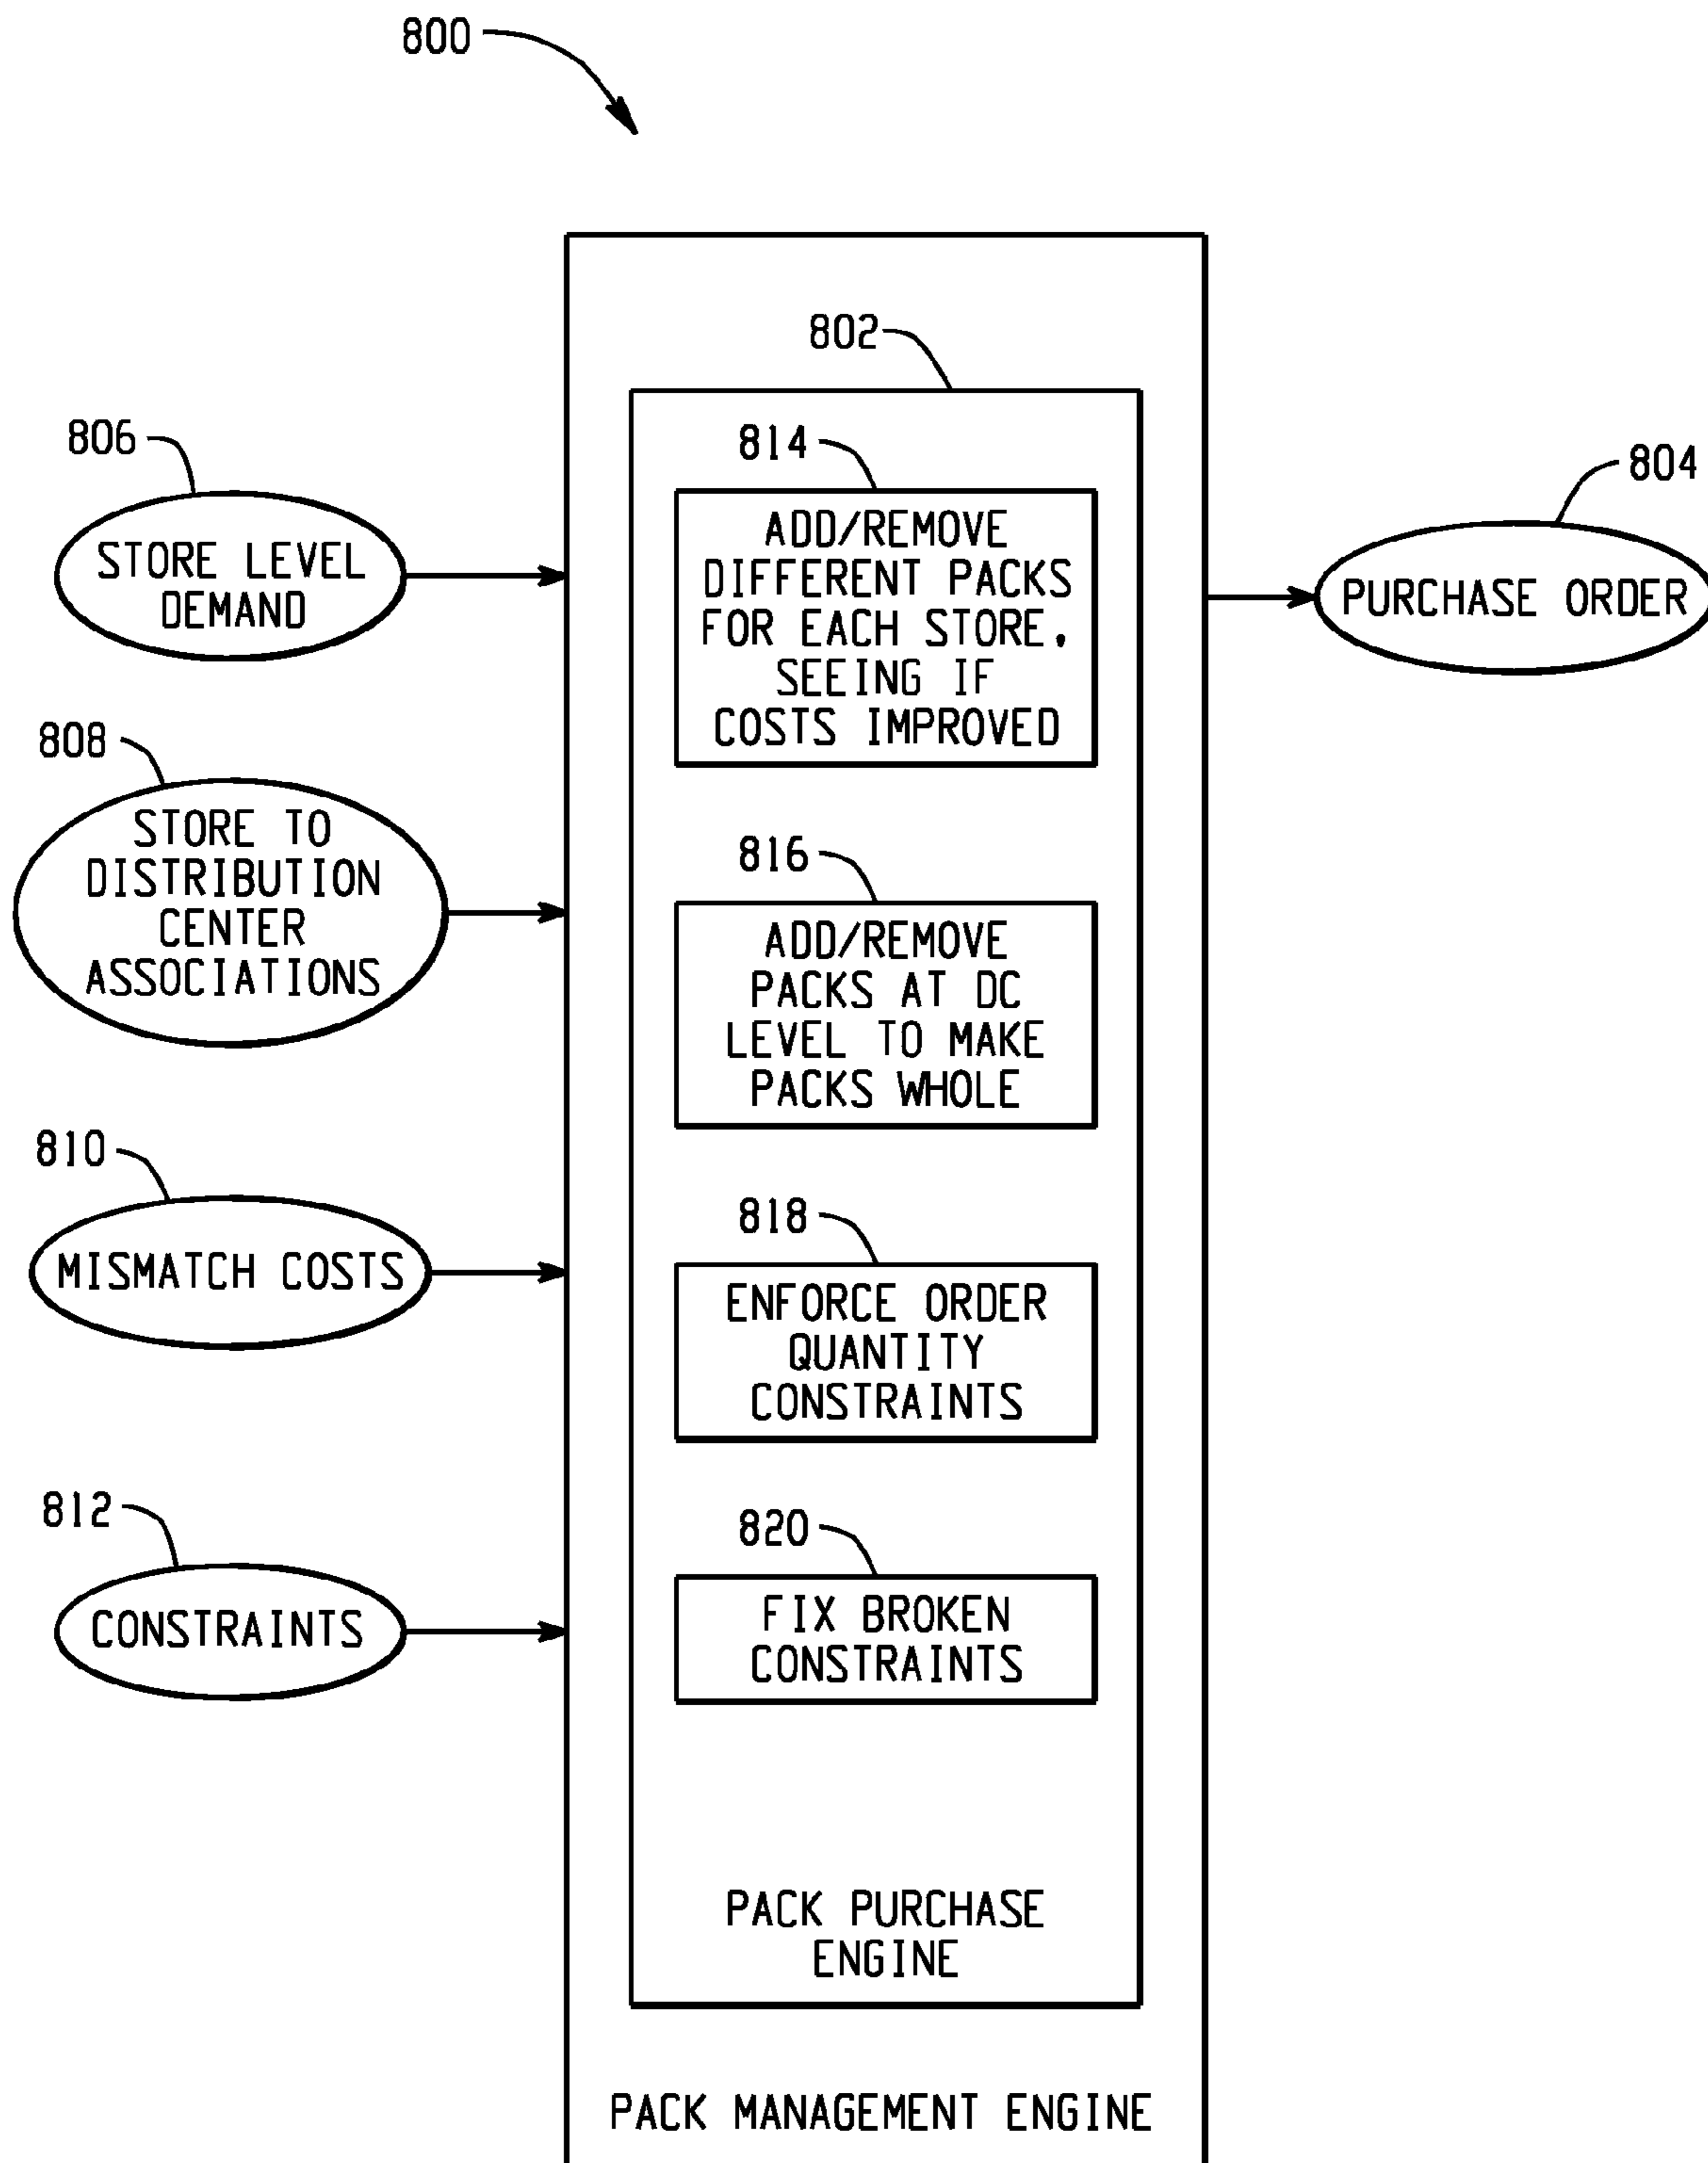 800
802
814
ADD/REMOVE
DIFFERENT PACKS
FOR EACH STORE,
SEEING IF
COSTS IMPROVED
806
STORE LEVEL
DEMAND
804
PURCHASE ORDER
808
STORE TO
DISTRIBUTION
CENTER
ASSOCIATIONS
816
ADD/REMOVE
PACKS AT DC
LEVEL TO MAKE
PACKS WHOLE
810
MISMATCH COSTS
818
ENFORCE ORDER
QUANTITY
CONSTRAINTS
812
CONSTRAINTS
820
FIX BROKEN
CONSTRAINTS
PACK PURCHASE
ENGINE
PACK MANAGEMENT ENGINE